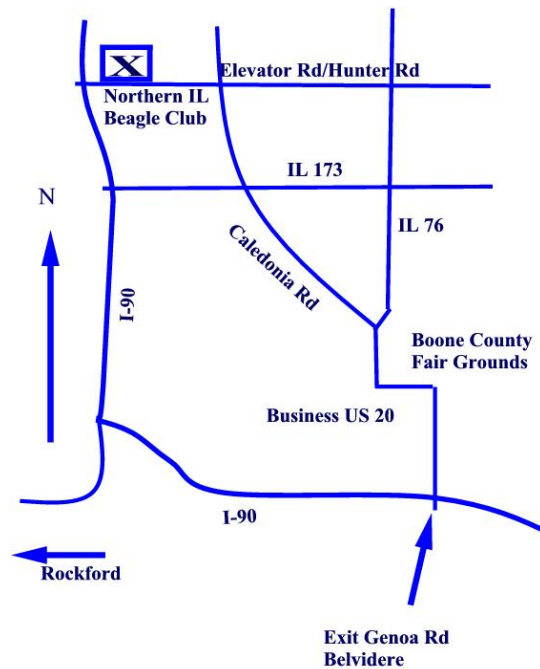 X
Elevator Rd/Hunter Rd
Northern IL
Beagle Club
IL 173
N
IL 76
Caledonia Rd
I-90
Boone County
Fair Grounds
Business US 20
I-90
Rockford
Exit Genoa Rd
Belvidere